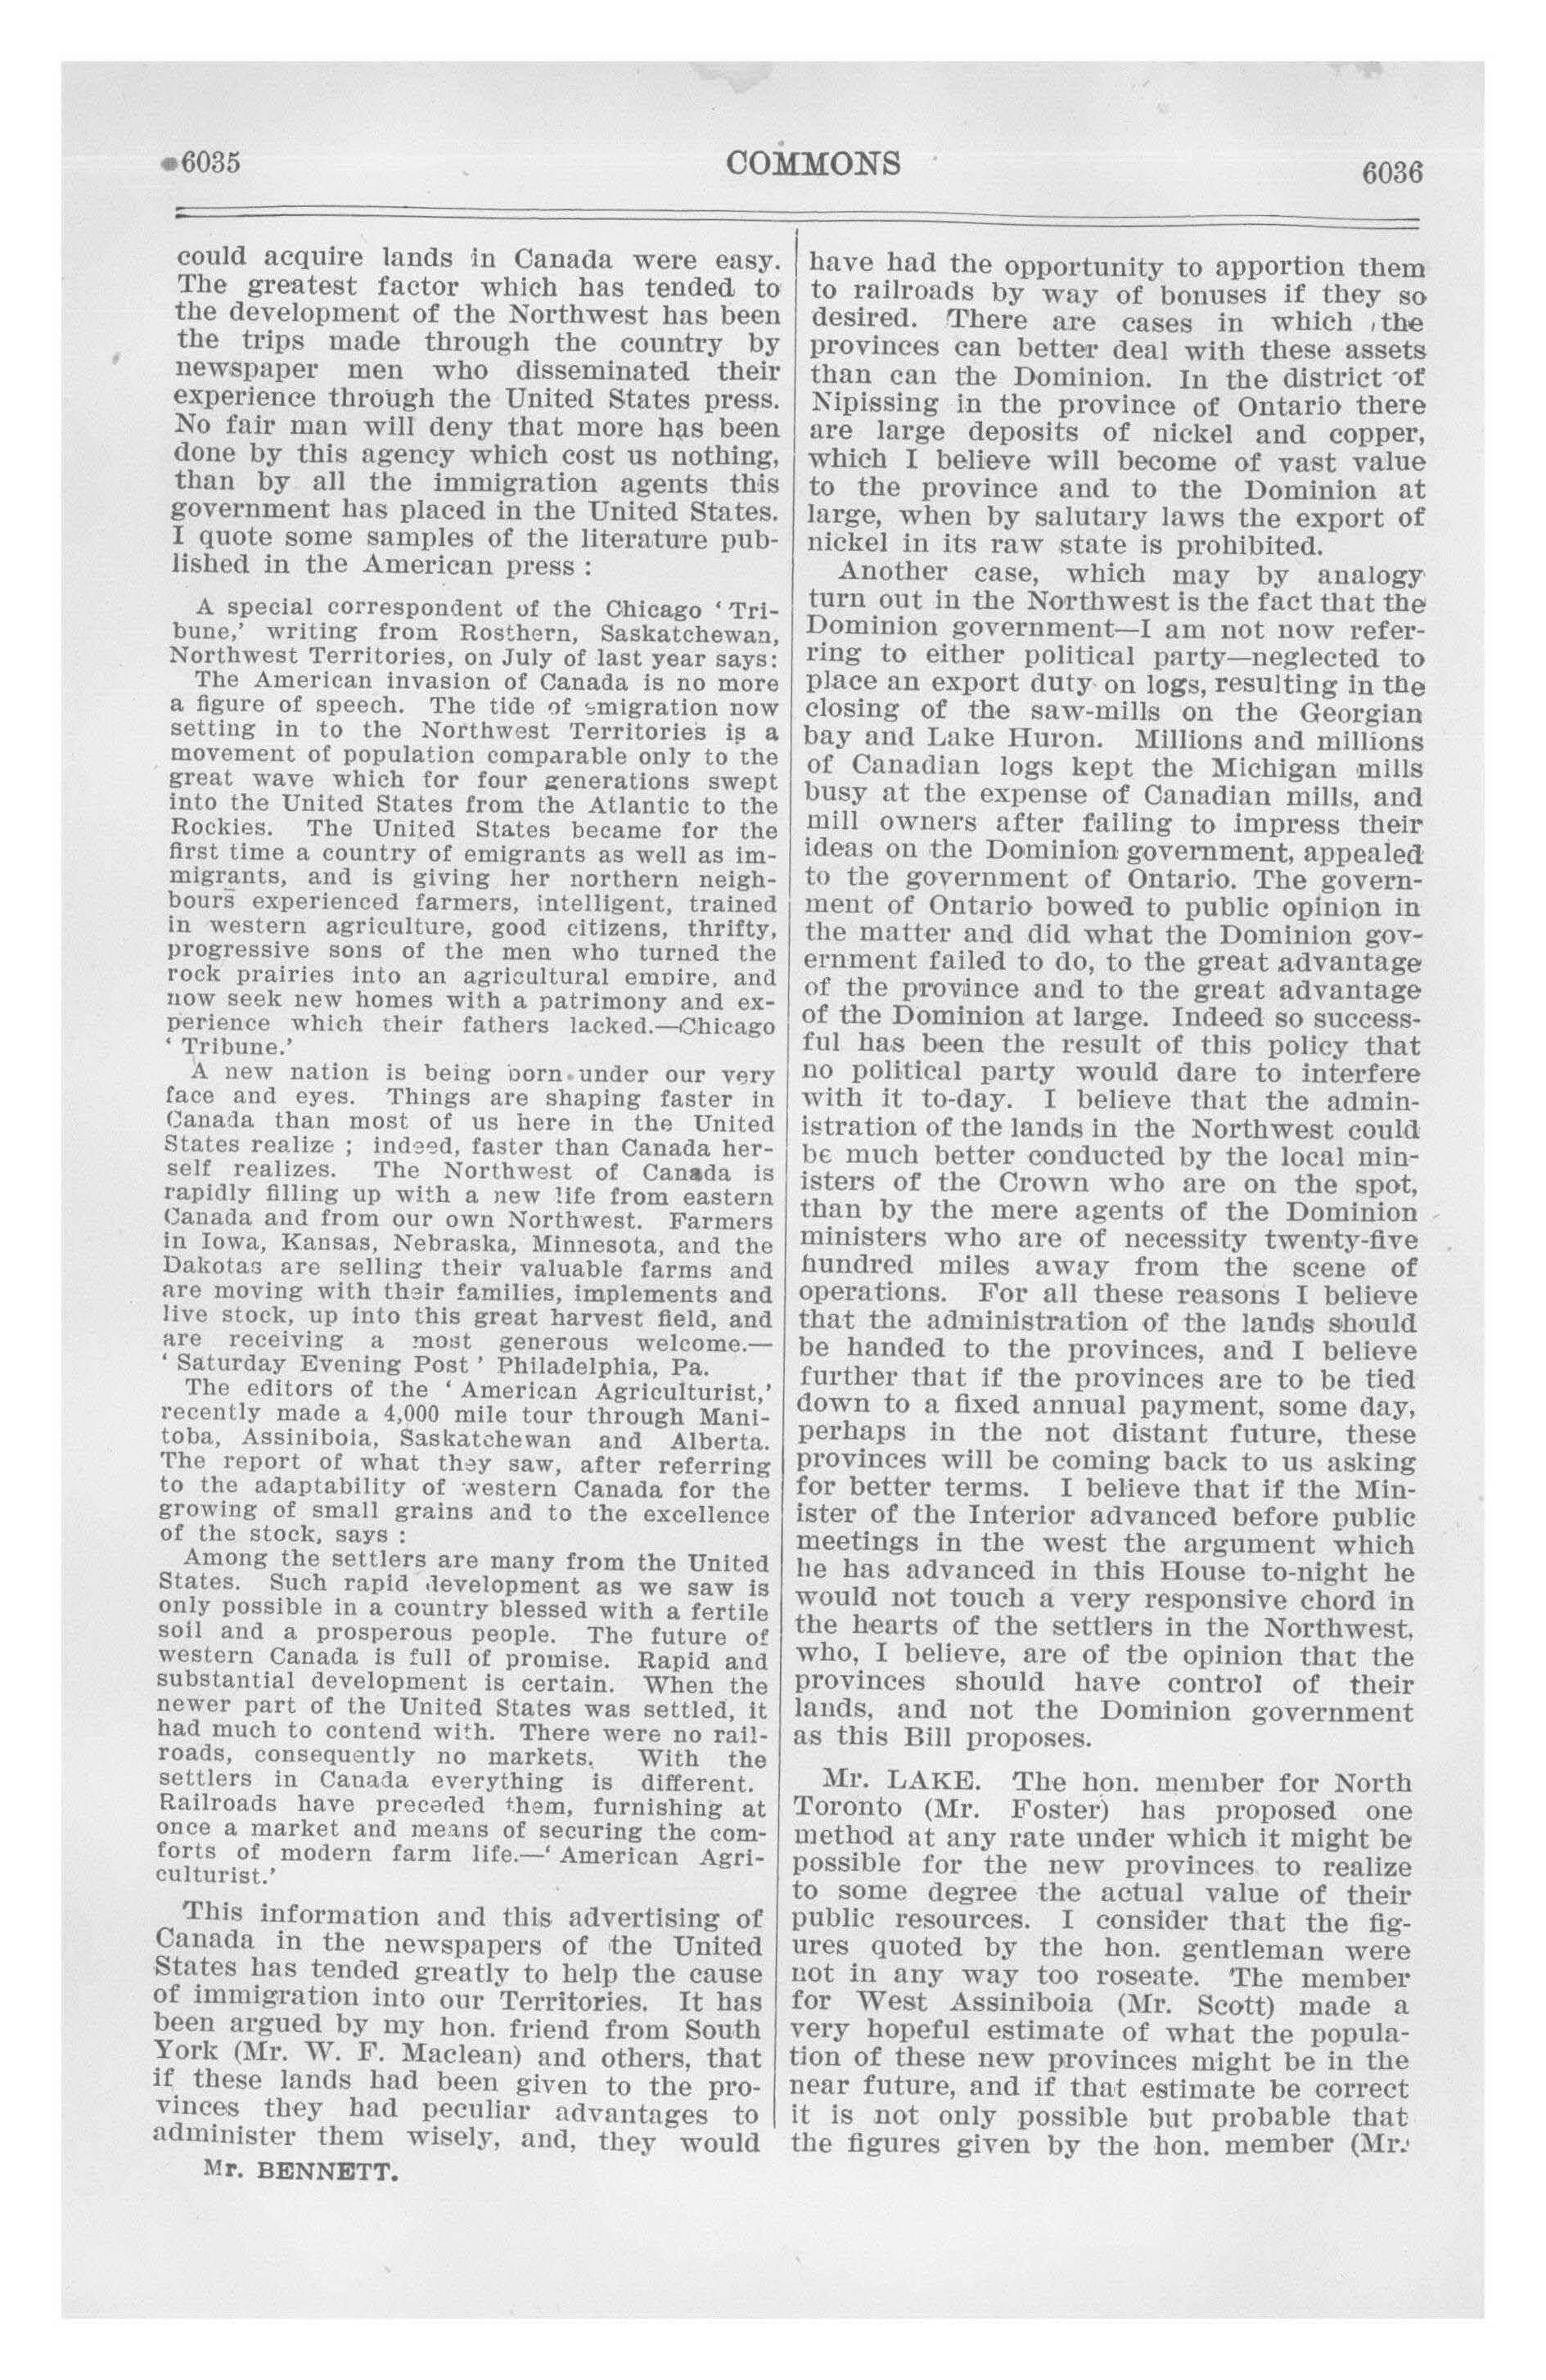 6035
COMMONS
6036
could acquire lands in Canada were easy.
The greatest factor which has tended to
the development of the Northwest has been
the trips made through the country by
newspaper men who disseminated their
experience through the United States press.
No fair man will deny that more has been
done by this agency which cost us nothing,
than by all the immigration agents this
government has placed in the United States.
I quote some samples of the literature pub-
lished in the American press :
A special correspondent of the Chicago ‘ Tri-
bune,’ writing from Rosthern, Saskatchewan,
Northwest Territories, on July of last year says:
The American invasion of Canada is no more
a figure of speech. The tide of emigration now
setting in to the Northwest Territories is a
movement of population comparable only to the
great wave which for four generations swept
into the United States from the Atlantic to the
Rockies. The United States became for the
first time a country of emigrants as well as im-
migrants, and is giving her northern neigh-
bours experienced farmers, intelligent, trained
in western agriculture, good citizens, thrifty,
progressive sons of the men who turned the
rock prairies into an agricultural empire, and
now seek new homes with a patrimony and ex-
perience which their fathers lacked.—Chicago
‘ Tribune.’
A new nation is being born under our very
face and eyes. Things are shaping faster in
Canada than most of us here in the United
States realize ; indeed, faster than Canada her-
self realizes. The Northwest of Canada is
rapidly filling up with a new life from eastern
Canada and from our own Northwest. Farmers
in Iowa, Kansas, Nebraska, Minnesota, and the
Dakotas are selling their valuable farms and
are moving with their families, implements and
live stock, up into this great harvest field, and
are receiving a most generous welcome.—
‘ Saturday Evening Post ’ Philadelphia, Pa.
The editors of the ‘ American Agriculturist,’
recently made a 4,000 mile tour through Mani-
toba, Assiniboia, Saskatchewan and Alberta.
The report of what they saw, after referring
to the adaptability of western Canada for the
growing of small grains and to the excellence
of the stock, says :
Among the settlers are many from the United
States. Such rapid development as we saw is
only possible in a country blessed with a fertile
soil and a prosperous people. The future of
western Canada is full of promise. Rapid and
substantial development is certain. When the
newer part of the United States was settled, it
had much to contend with. There were no rail-
roads, consequently no markets. With the
settlers in Canada everything is different.
Railroads have preceded them, furnishing at
once a market and means of securing the com-
forts of modern farm life.—‘ American Agri-
culturist.’
This information and this advertising of
Canada in the newspapers of the United
States has tended greatly to help the cause
of immigration into our Territories. It has
been argued by my hon. friend from South
York (Mr. W. F. Maclean) and others, that
if these lands had been given to the pro-
vinces they had peculiar advantages to
administer them wisely, and, they would
Mr. BENNETT.
have had the opportunity to apportion them
to railroads by way of bonuses if they so
desired. There are cases in which the
provinces can better deal with these assets
than can the Dominion. In the district of
Nipissing in the province of Ontario there
are large deposits of nickel and copper,
which I believe will become of vast value
to the province and to the Dominion at
large, when by salutary laws the export of
nickel in its raw state is prohibited.
Another case, which may by analogy
turn out in the Northwest is the fact that the
Dominion government—I am not now refer-
ring to either political party—neglected to
place an export duty on logs, resulting in the
closing of the saw-mills on the Georgian
bay and Lake Huron. Millions and millions
of Canadian logs kept the Michigan mills
busy at the expense of Canadian mills, and
mill owners after failing to impress their
ideas on the Dominion government, appealed
to the government of Ontario. The govern-
ment of Ontario bowed to public opinion in
the matter and did what the Dominion gov-
ernment failed to do, to the great advantage
of the province and to the great advantage
of the Dominion at large. Indeed so success-
ful has been the result of this policy that
no political party would dare to interfere
with it to-day. I believe that the admin-
istration of the lands in the Northwest could
be much better conducted by the local min-
isters of the Crown who are on the spot,
than by the mere agents of the Dominion
ministers who are of necessity twenty-five
hundred miles away from the scene of
operations. For all these reasons I believe
that the administration of the lands should
be handed to the provinces, and I believe
further that if the provinces are to be tied
down to a fixed annual payment, some day,
perhaps in the not distant future, these
provinces will be coming back to us asking
for better terms. I believe that if the Min-
ister of the Interior advanced before public
meetings in the west the argument which
he has advanced in this House to-night he
would not touch a very responsive chord in
the hearts of the settlers in the Northwest,
who, I believe, are of the opinion that the
provinces should have control of their
lands, and not the Dominion government
as this Bill proposes.
Mr. LAKE. The hon. member for North
Toronto (Mr. Foster) has proposed one
method at any rate under which it might be
possible for the new provinces to realize
to some degree the actual value of their
public resources. I consider that the fig-
ures quoted by the hon. gentleman were
not in any way too roseate. The member
for West Assiniboia (Mr. Scott) made a
very hopeful estimate of what the popula-
tion of these new provinces might be in the
near future, and if that estimate be correct
it is not only possible but probable that
the figures given by the hon. member (Mr.